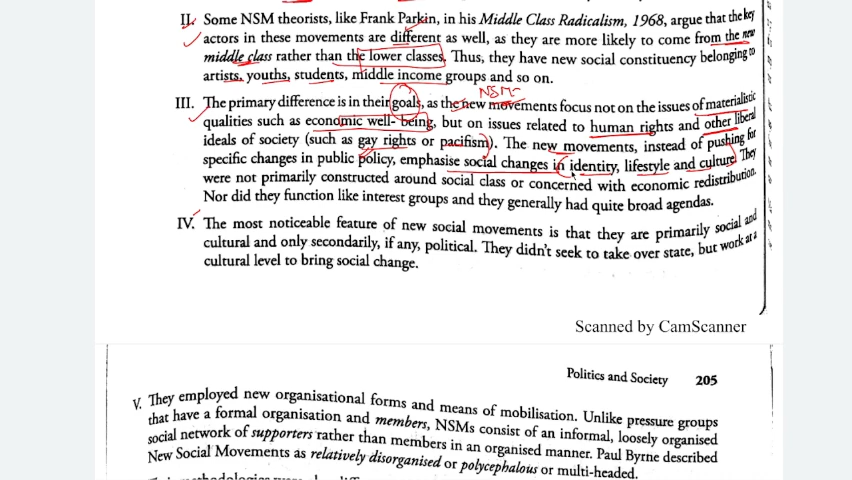 II. Some NSM theorists, like Frank Parkin, in his Middle Class Radicalism, 1968, argue that the key
actors in these movements are different as well, as they are more likely to come from the new
middle class rather than the lower classes. Thus, they have new social constituency belonging to
artists, youths, students, middle income groups and so on.
NSM-
III. The primary difference is in their goals, as the new movements focus not on the issues of materialistic
qualities such as economic well- being, but on issues related to human rights and other liberal
ideals of society (such as gay rights or pacifism). The new movements, instead of pushing for
specific changes in public policy, emphasise social changes in identity, lifestyle and culture. They
were not primarily constructed around social class or concerned with economic redistribution.
Nor did they function like interest groups and they generally had quite broad agendas.
IV. The most noticeable feature of new social movements is that they are primarily social and
cultural and only secondarily, if any, political. They didn't seek to take over state, but work at a
cultural level to bring social change.
Scanned by CamScanner
Politics and Society 205
V. They employed new organisational forms and means of mobilisation. Unlike pressure groups
that have a formal organisation and members, NSMs consist of an informal, loosely organised
social network of supporters rather than members in an organised manner. Paul Byrne described
New Social Movements as relatively disorganised or polycephalous or multi-headed.